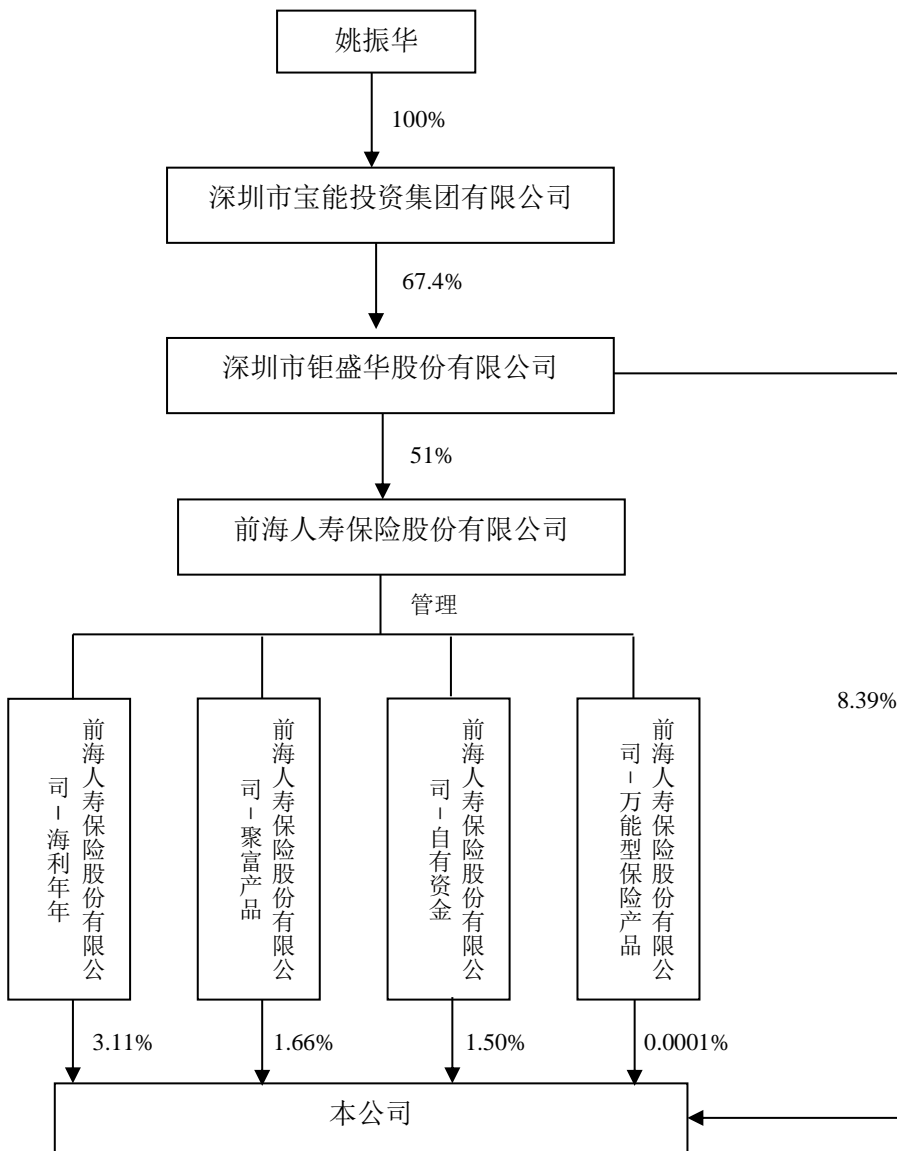 姚振华
100%
深圳市宝能投资集团有限公司
67.4%
深圳市钜盛华股份有限公司
51%
前海人寿保险股份有限公司
管理
8.39%
前海人寿保险股份有限公
司－海利年年
前海人寿保险股份有限公
司－聚富产品
前海人寿保险股份有限公
司－自有资金
前海人寿保险股份有限公
司－万能型保险产品
3.11%
1.66%
1.50%
0.0001%
本公司